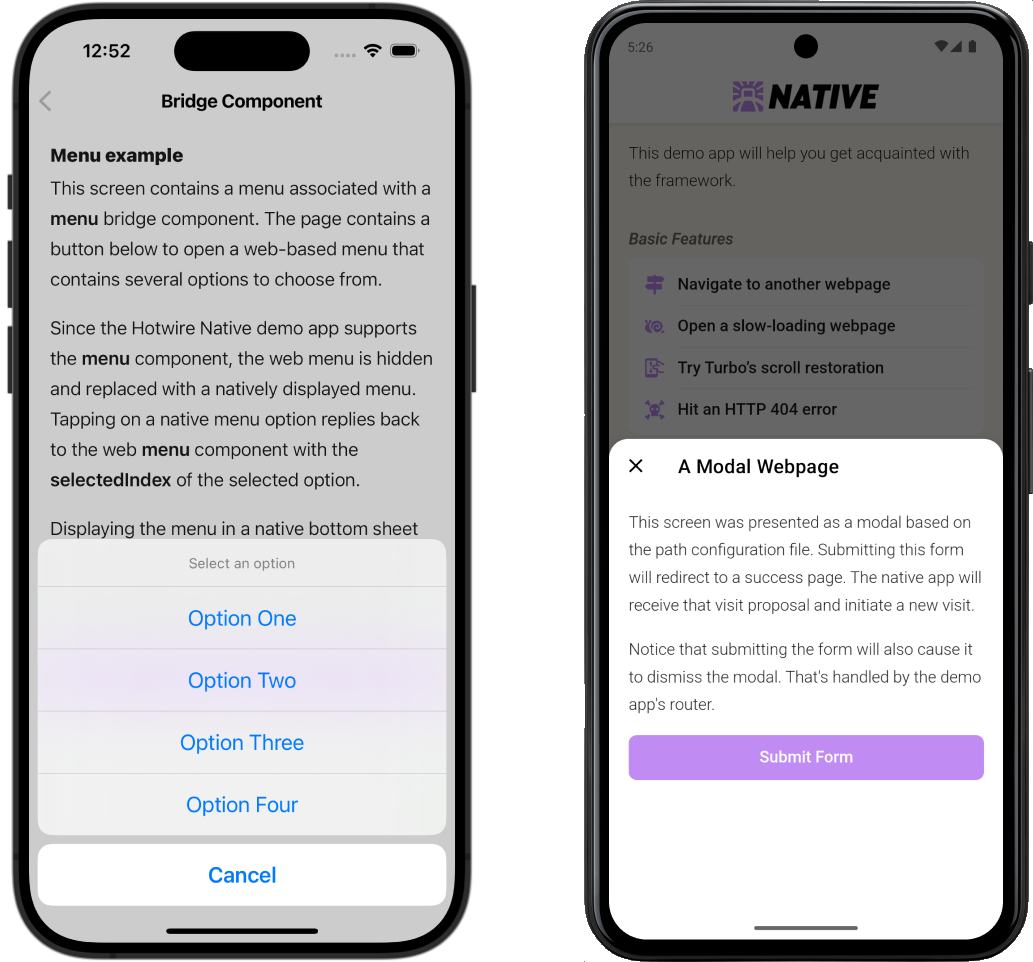 12:52
Bridge Component
Menu example
This screen contains a menu associated with a
menu bridge component. The page contains a
button below to open a web-based menu that
contains several options to choose from.
Since the Hotwire Native demo app supports
the menu component, the web menu is hidden
and replaced with a natively displayed menu.
Tapping on a native menu option replies back
to the web menu component with the
selectedIndex of the selected option.
Displaying the menu in a native bottom sheet
Select an option
Option One
Option Two
Option Three
Option Four
Cancel
5:26
NATIVE
This demo app will help you get acquainted with
the framework.
Basic Features
Navigate to another webpage
Open a slow-loading webpage
Try Turbo's scroll restoration
Hit an HTTP 404 error
A Modal Webpage
This screen was presented as a modal based on
the path configuration file. Submitting this form
will redirect to a success page. The native app will
receive that visit proposal and initiate a new visit.
Notice that submitting the form will also cause it
to dismiss the modal. That's handled by the demo
app's router.
Submit Form